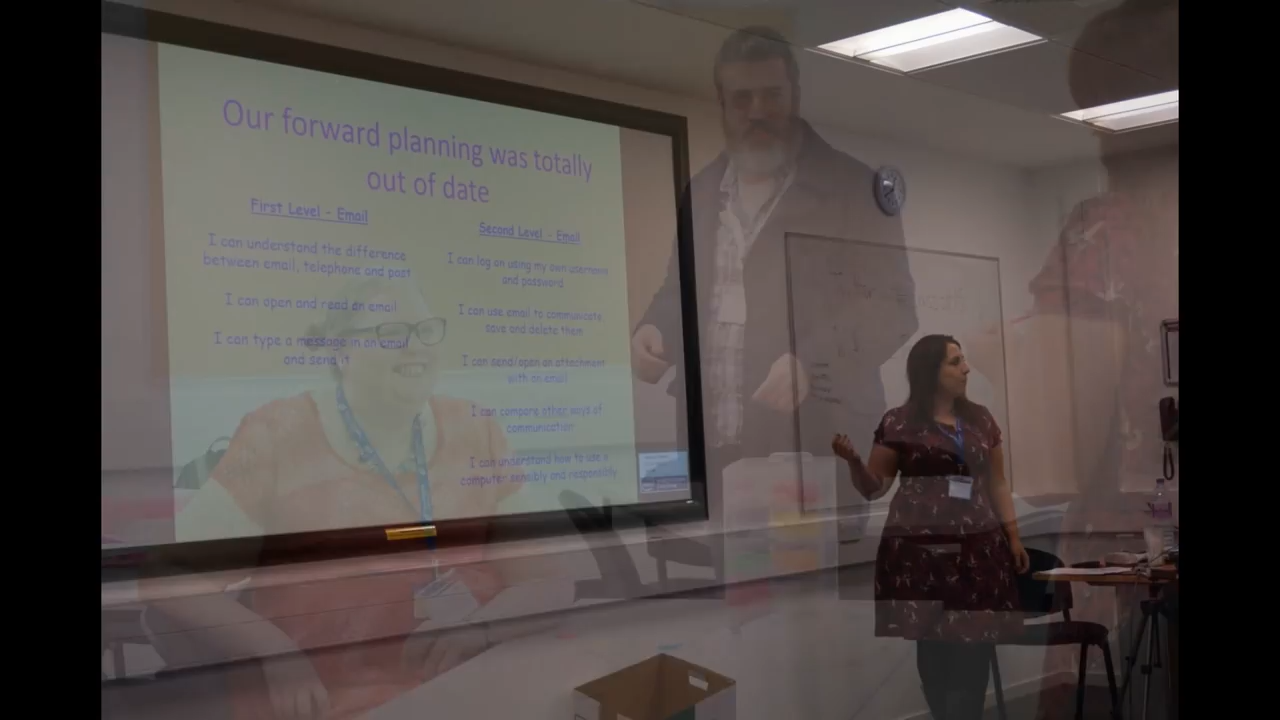 Our forward planning was totally
out of date
First Level - Email
I can understand the difference
between email, telephone and post
I can open and read an email
I can type a message in an email
and send it
Second Level - Email
I can log on using my own username
and password
I can use email to communicate,
save and delete them
I can send/open an attachment
with an email
I can compare other ways of
communication
I can understand how to use a
computer sensibly and responsibly